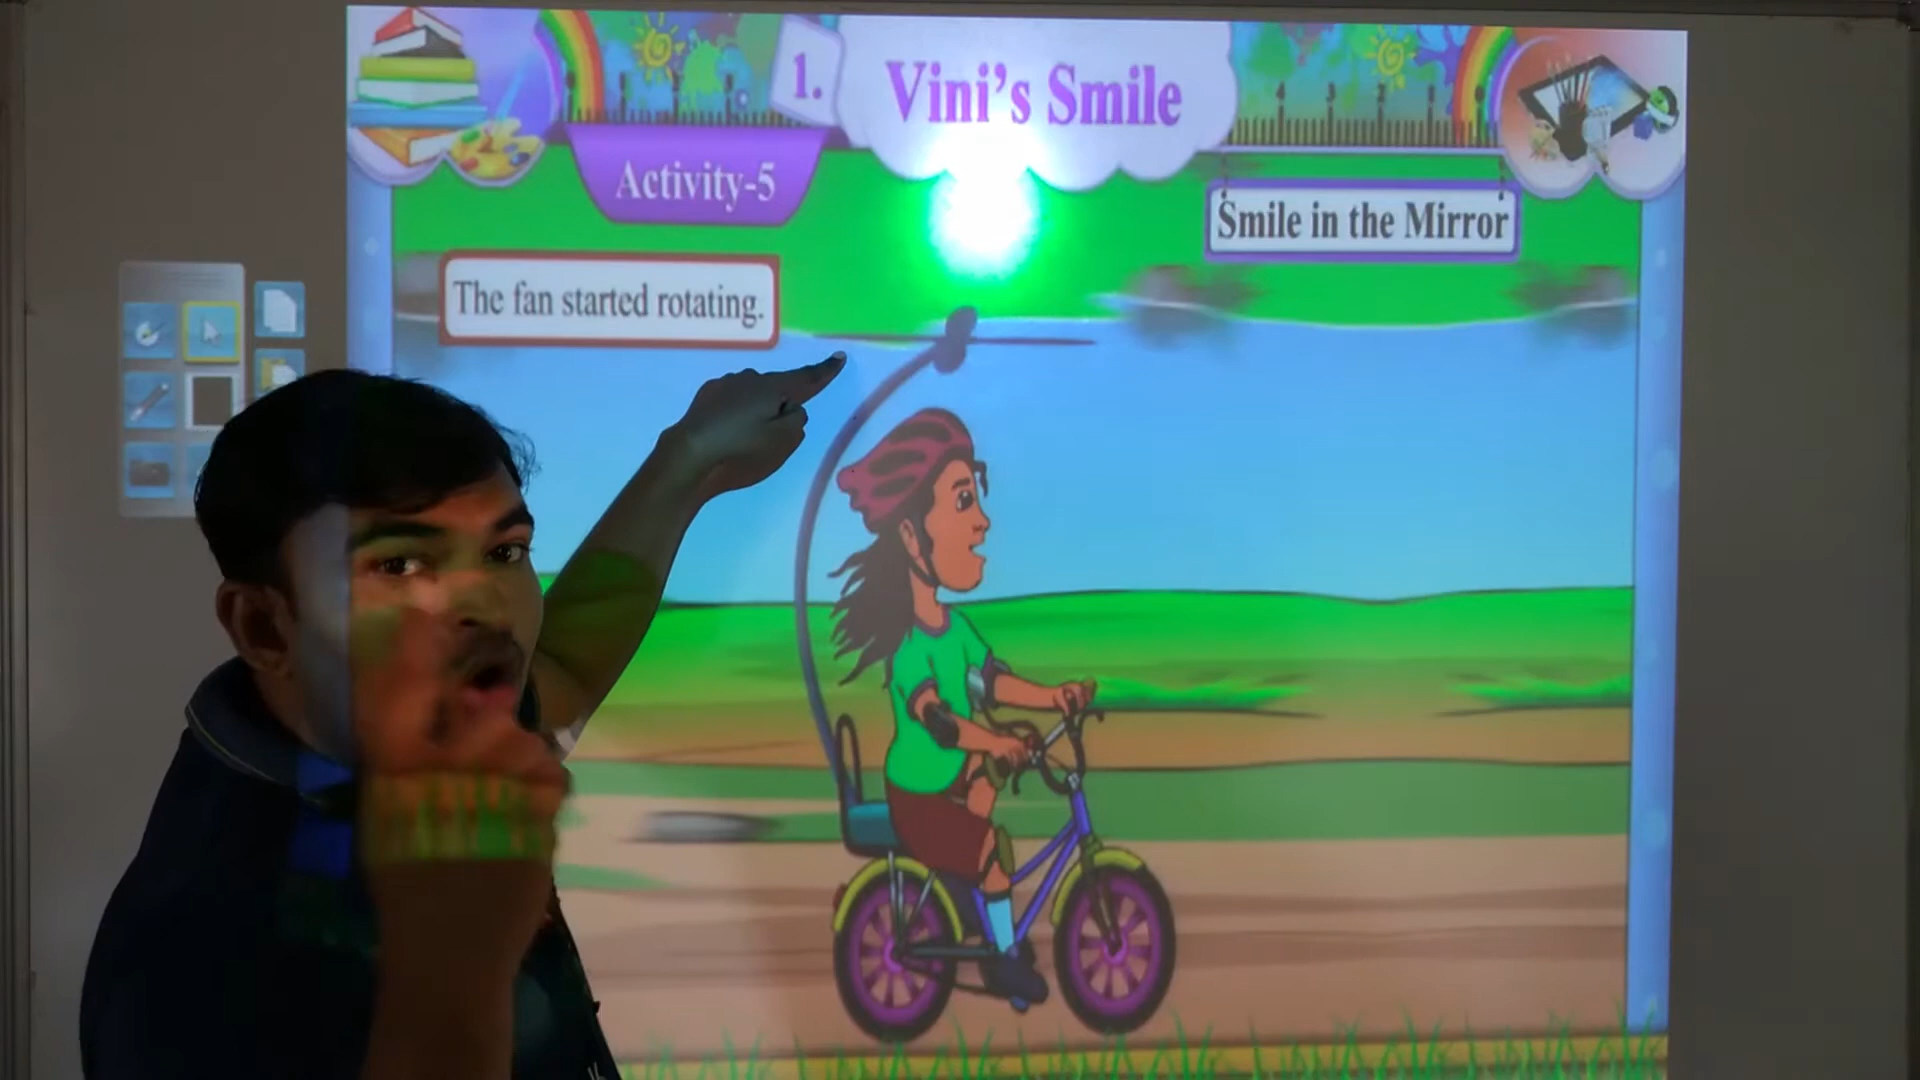 1.
Vini's Smile
Activity-5
Smile in the Mirror
The fan started rotating.